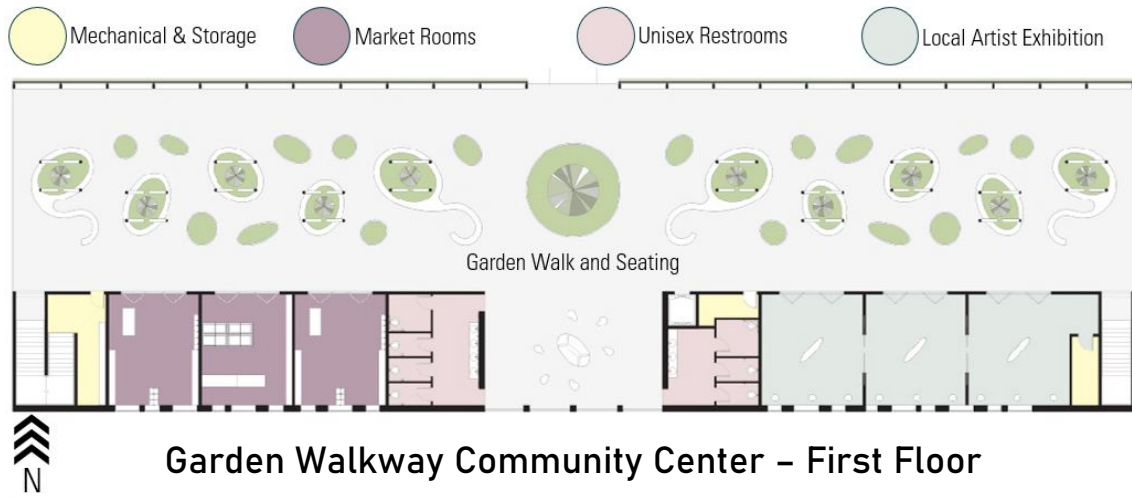 Mechanical & Storage
Market Rooms
Unisex Restrooms
Local Artist Exhibition
Garden Walk and Seating
N
Garden Walkway Community Center – First Floor